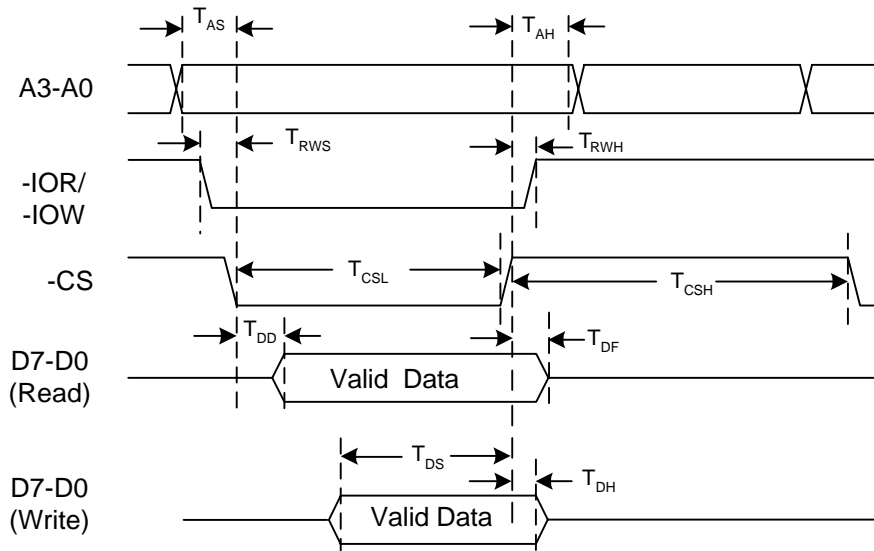 TAS
TAH
A3-A0
TRWS
TRWH
-IOR/
-IOW
-CS
TCSL
TCSH
TDD
TDF
D7-D0
(Read)
Valid Data
TDS
TDH
D7-D0
(Write)
Valid Data